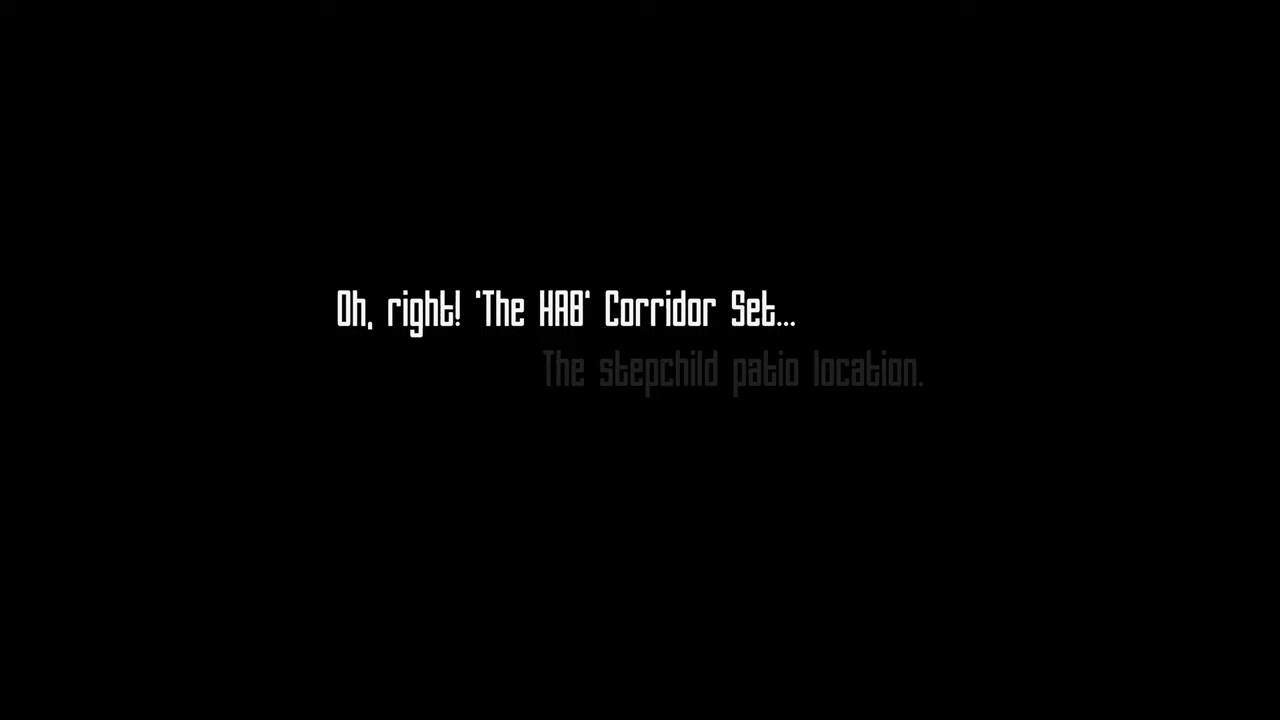 Oh, right! 'The HAB' Corridor Set...
The stepchild patio location.